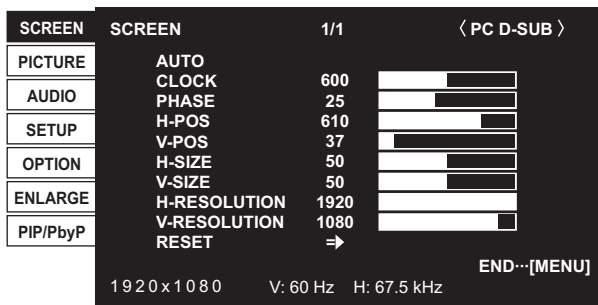 SCREEN
PICTURE
AUDIO
SETUP
OPTION
ENLARGE
PIP/PbyP
SCREEN 1/1 〈 PC D-SUB 〉
AUTO
CLOCK 600
PHASE 25
H-POS 610
V-POS 37
H-SIZE 50
V-SIZE 50
H-RESOLUTION 1920
V-RESOLUTION 1080
RESET
END···[MENU]
1920x1080 V: 60 Hz H: 67.5 kHz